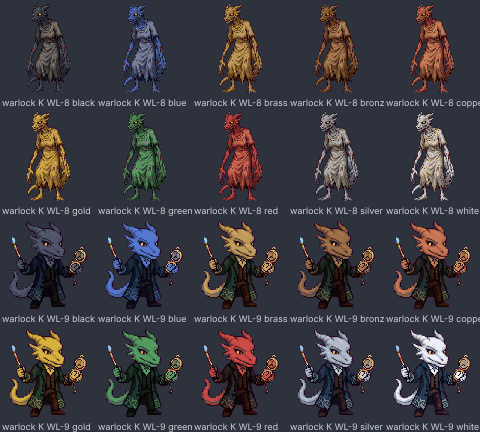 warlock K WL-8 black
warlock K WL-8 blue
warlock K WL-8 brass
warlock K WL-8 bronz
warlock K WL-8 coppe
warlock K WL-8 gold
warlock K WL-8 green
warlock K WL-8 red
warlock K WL-8 silver
warlock K WL-8 white
warlock K WL-9 black
warlock K WL-9 blue
warlock K WL-9 brass
warlock K WL-9 bronz
warlock K WL-9 coppe
warlock K WL-9 gold
warlock K WL-9 green
warlock K WL-9 red
warlock K WL-9 silver
warlock K WL-9 white